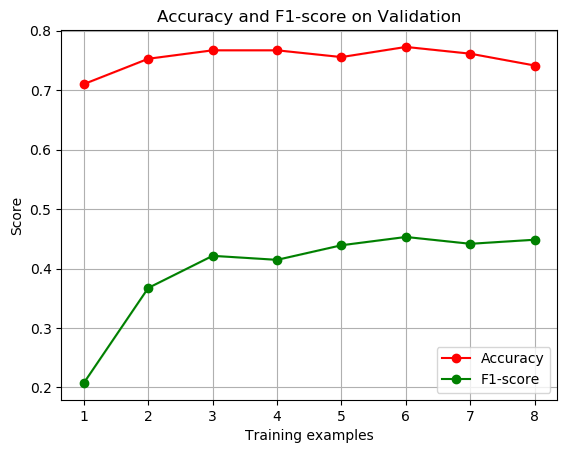 Accuracy and F1-score on Validation
0.8
0.7
0.6
0.5
0.4
0.3
0.2
Score
1 2 3 4 5 6 7 8
Training examples
Accuracy
F1-score